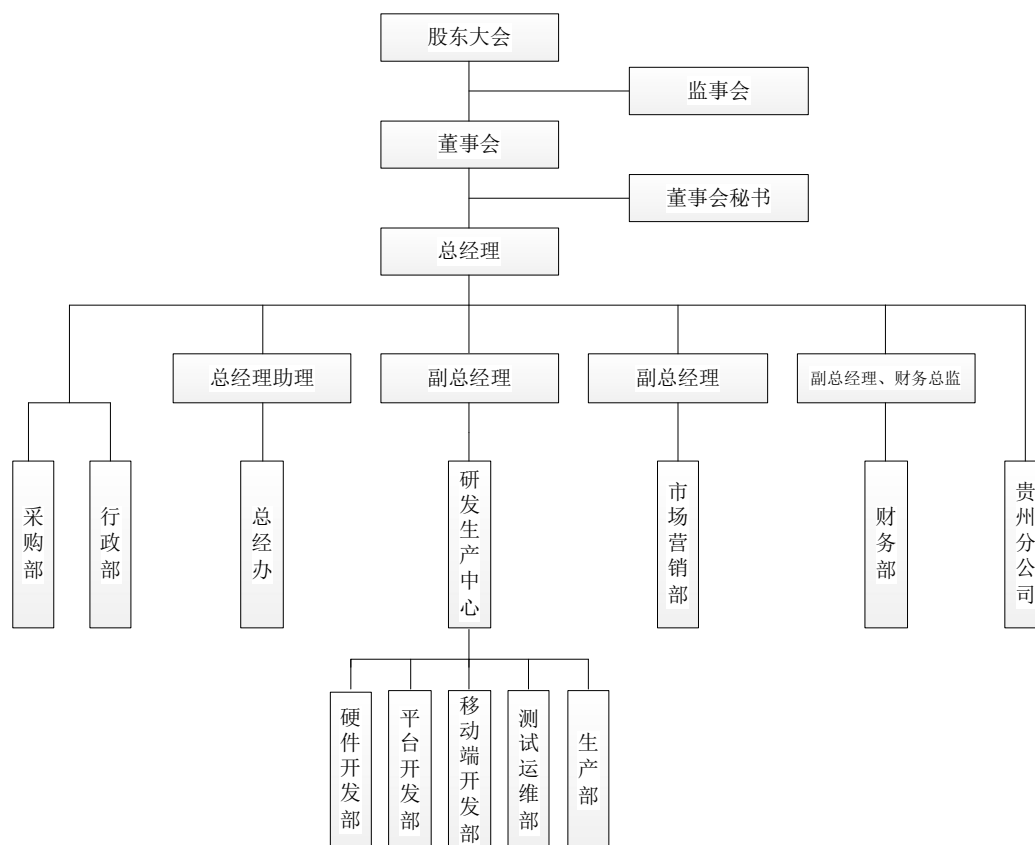 股东大会
监事会
董事会
董事会秘书
总经理
总经理助理
副总经理
副总经理
副总经理、财务总监
采购部
行政部
总经办
研发生产中心
市场营销部
财务部
贵州分公司
硬件开发部
平台开发部
移动端开发部
测试运维部
生产部